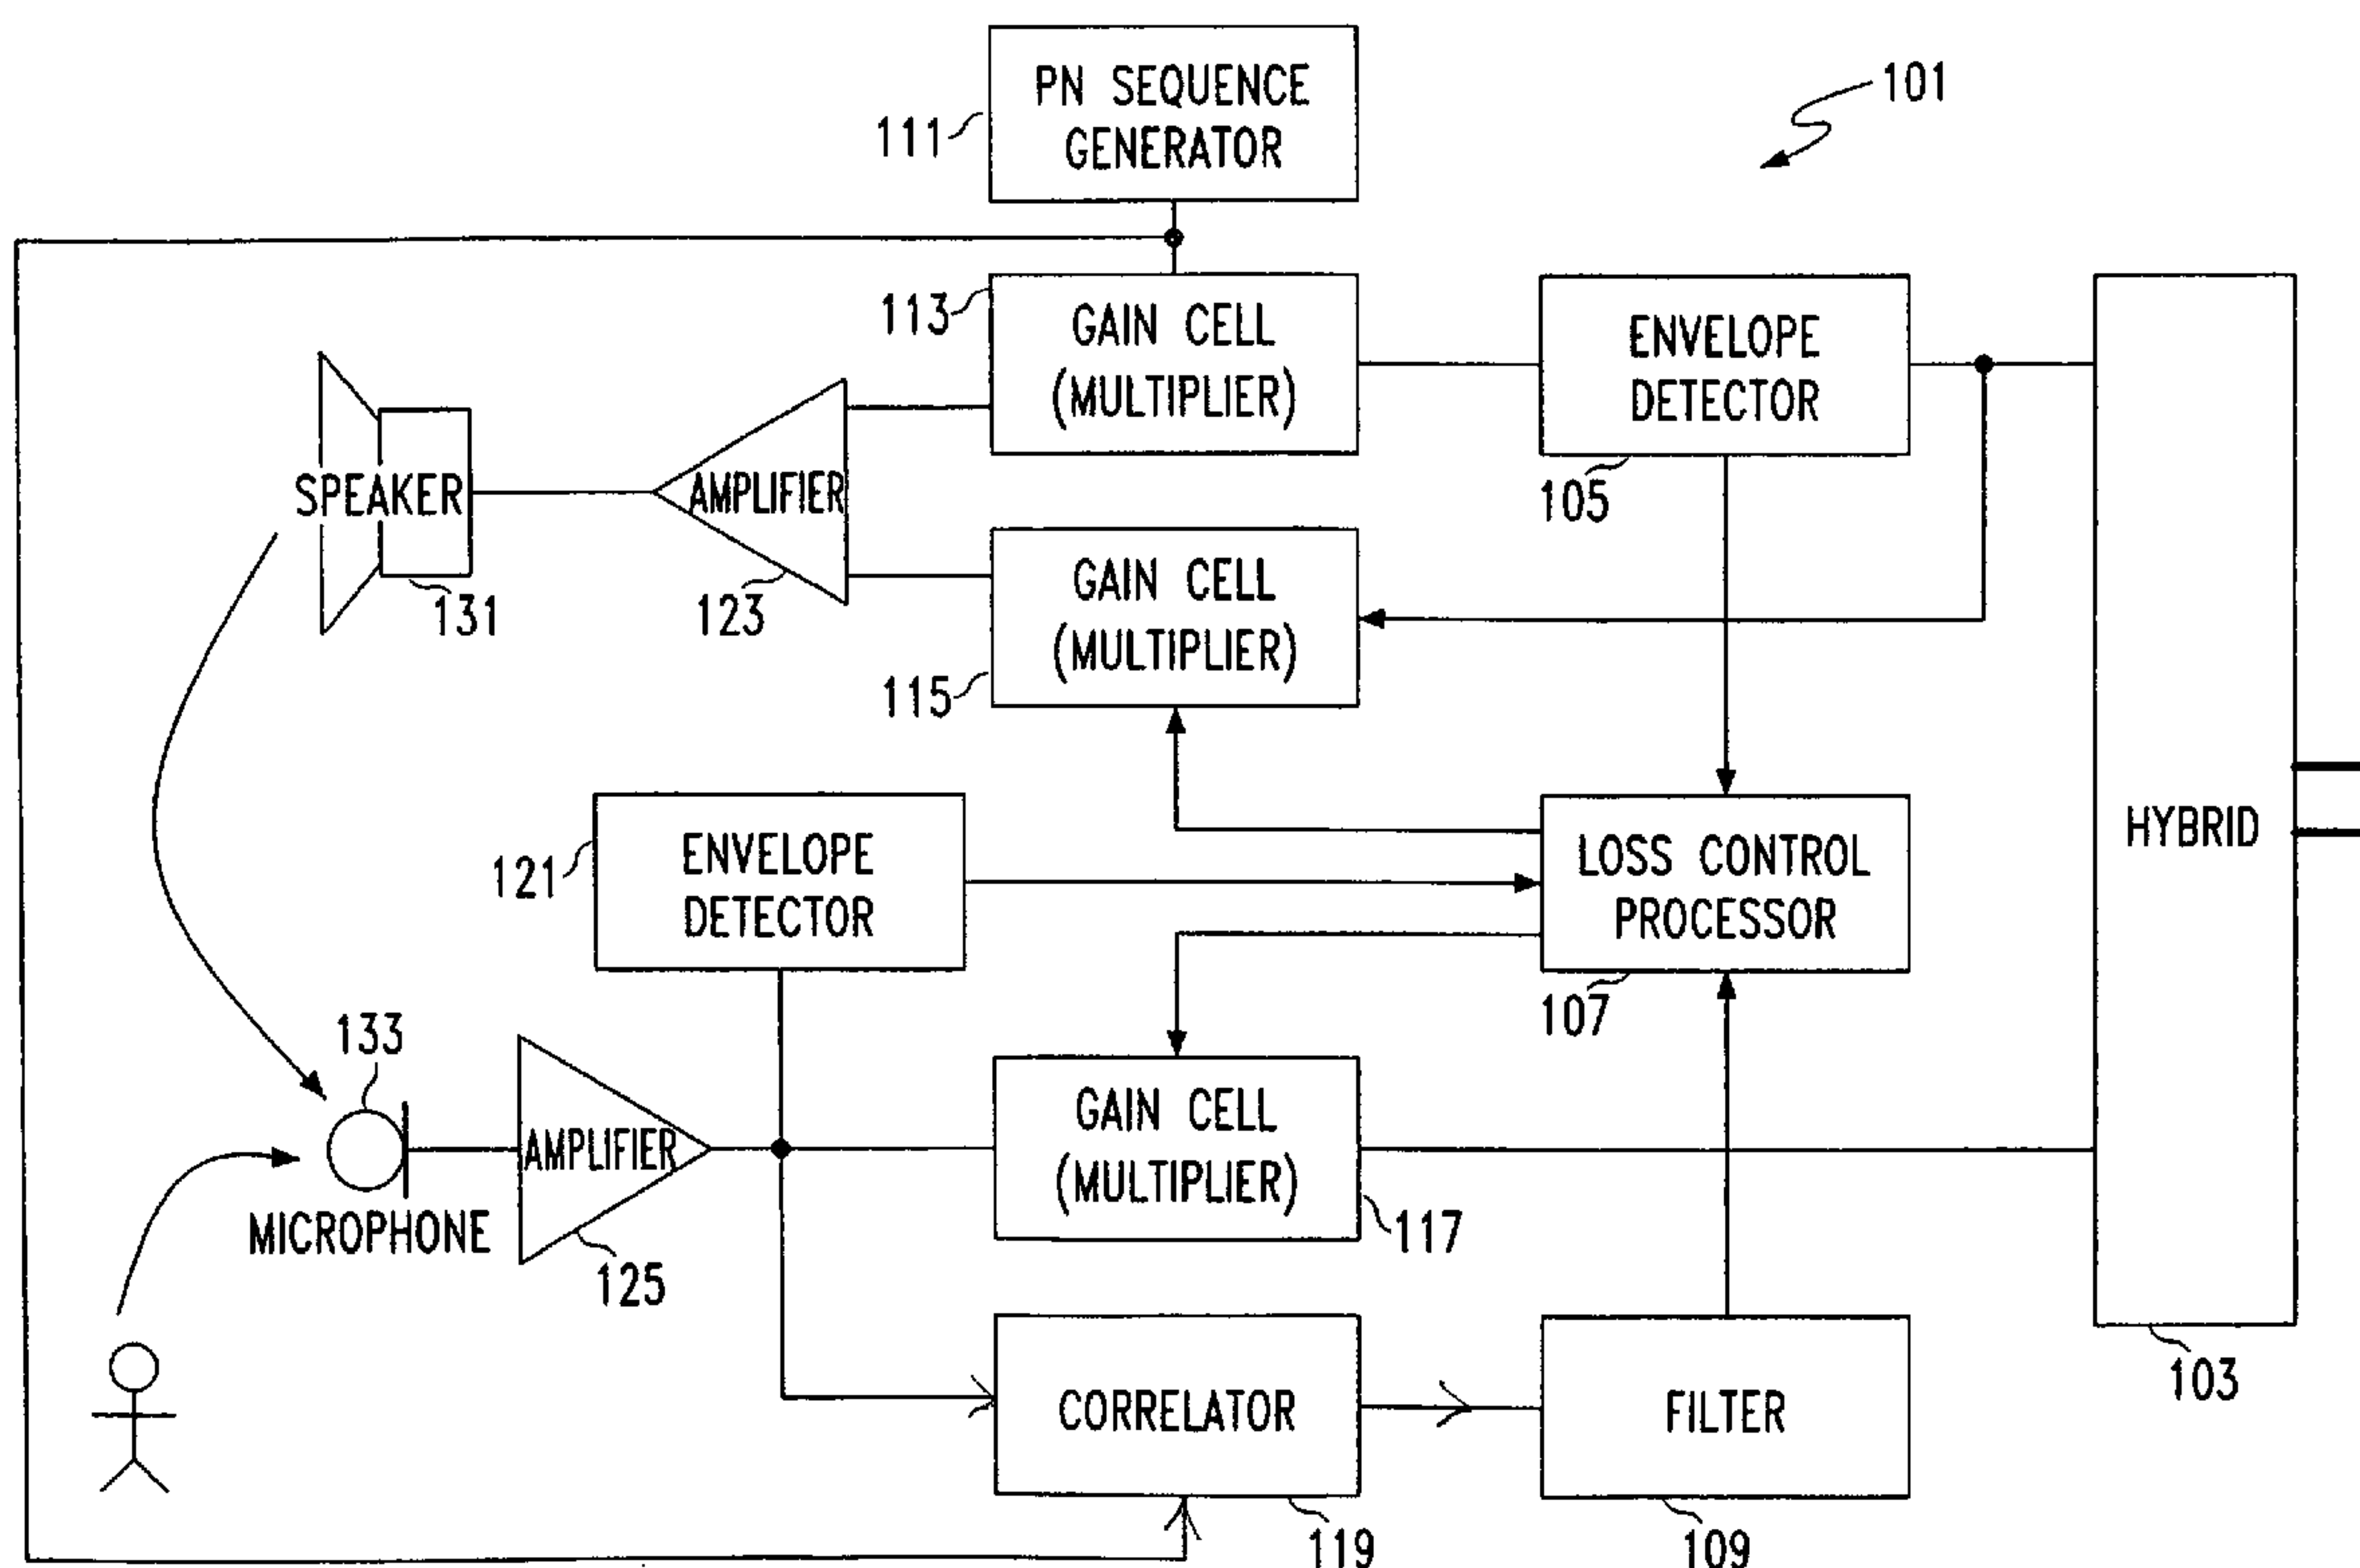 PN SEQUENCE
GENERATOR
111
101
113
GAIN CELL
(MULTIPLIER)
ENVELOPE
DETECTOR
105
SPEAKER
131
AMPLIFIER
123
GAIN CELL
(MULTIPLIER)
115
121
ENVELOPE
DETECTOR
LOSS CONTROL
PROCESSOR
107
HYBRID
103
133
MICROPHONE
AMPLIFIER
125
GAIN CELL
(MULTIPLIER)
117
CORRELATOR
119
FILTER
109